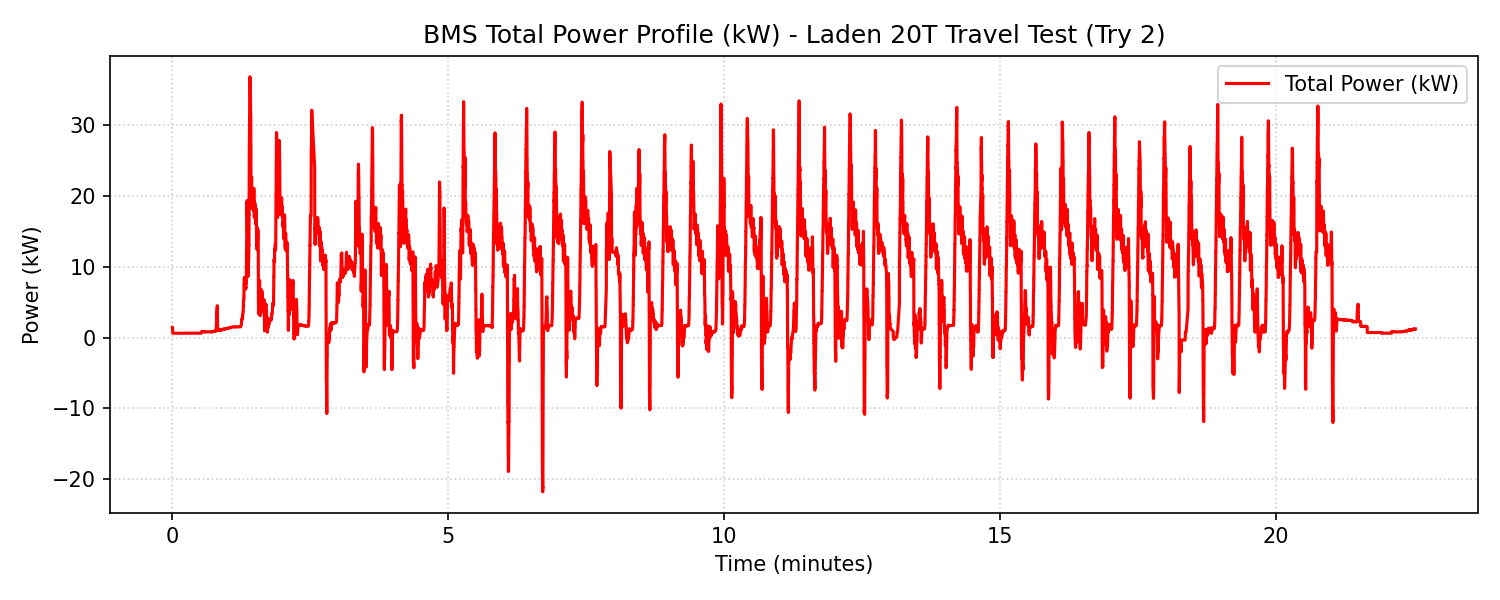 BMS Total Power Profile (kW) - Laden 20T Travel Test (Try 2)
Total Power (kW)
Power (kW)
30
20
10
0
−10
−20
0 5 10 15 20
Time (minutes)